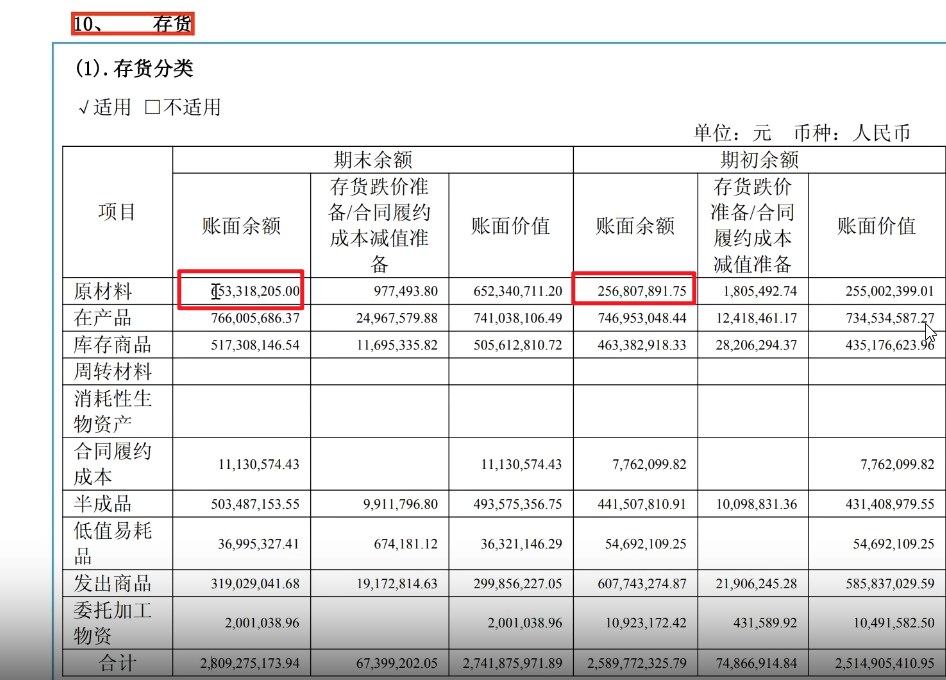 10、 存货
(1).存货分类
√适用 □不适用
单位：元 币种：人民币
项目 期末余额 期初余额
账面余额 存货跌价准备/合同履约成本减值准备 账面价值 账面余额 存货跌价准备/合同履约成本减值准备 账面价值
原材料 53,318,205.00 977,493.80 652,340,711.20 256,807,891.75 1,805,492.74 255,002,399.01
在产品 766,005,686.37 24,967,579.88 741,038,106.49 746,953,048.44 12,418,461.17 734,534,587.27
库存商品 517,308,146.54 11,695,335.82 505,612,810.72 463,382,918.33 28,206,294.37 435,176,623.96
周转材料
消耗性生物资产
合同履约成本 11,130,574.43 11,130,574.43 7,762,099.82 7,762,099.82
半成品 503,487,153.55 9,911,796.80 493,575,356.75 441,507,810.91 10,098,831.36 431,408,979.55
低值易耗品 36,995,327.41 674,181.12 36,321,146.29 54,692,109.25 54,692,109.25
发出商品 319,029,041.68 19,172,814.63 299,856,227.05 607,743,274.87 21,906,245.28 585,837,029.59
委托加工物资 2,001,038.96 2,001,038.96 10,923,172.42 431,589.92 10,491,582.50
合计 2,809,275,173.94 67,399,202.05 2,741,875,971.89 2,589,772,325.79 74,866,914.84 2,514,905,410.95